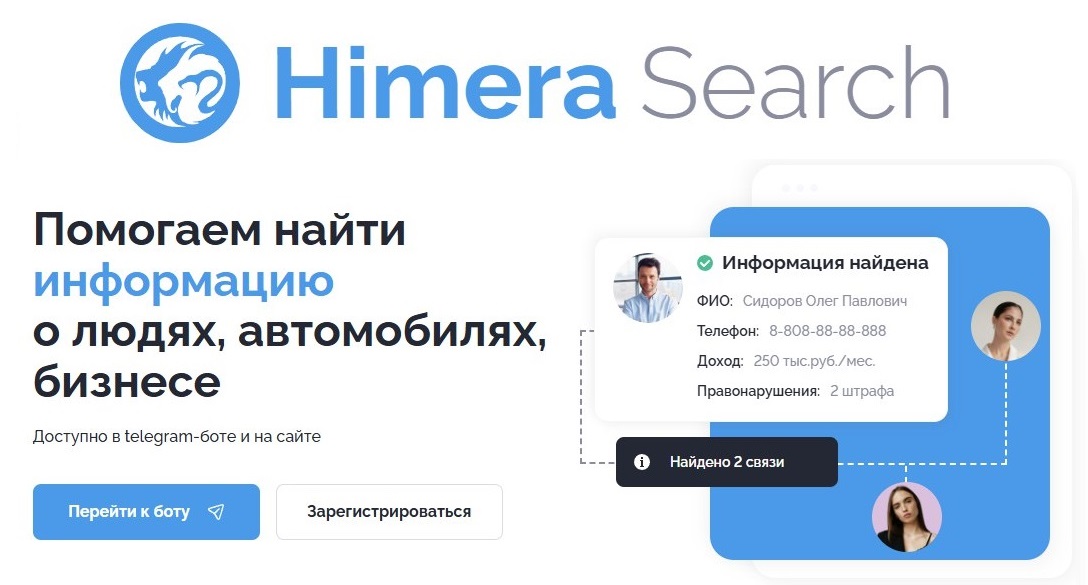 Himera Search
Помогаем найти
информацию
о людях, автомобилях,
бизнесе
Доступно в telegram-боте и на сайте
Перейти к боту
Зарегистрироваться
Информация найдена
ФИО: Сидоров Олег Павлович
Телефон: 8-808-88-88-888
Доход: 250 тыс.руб./мес.
Правонарушения: 2 штрафа
Найдено 2 связи